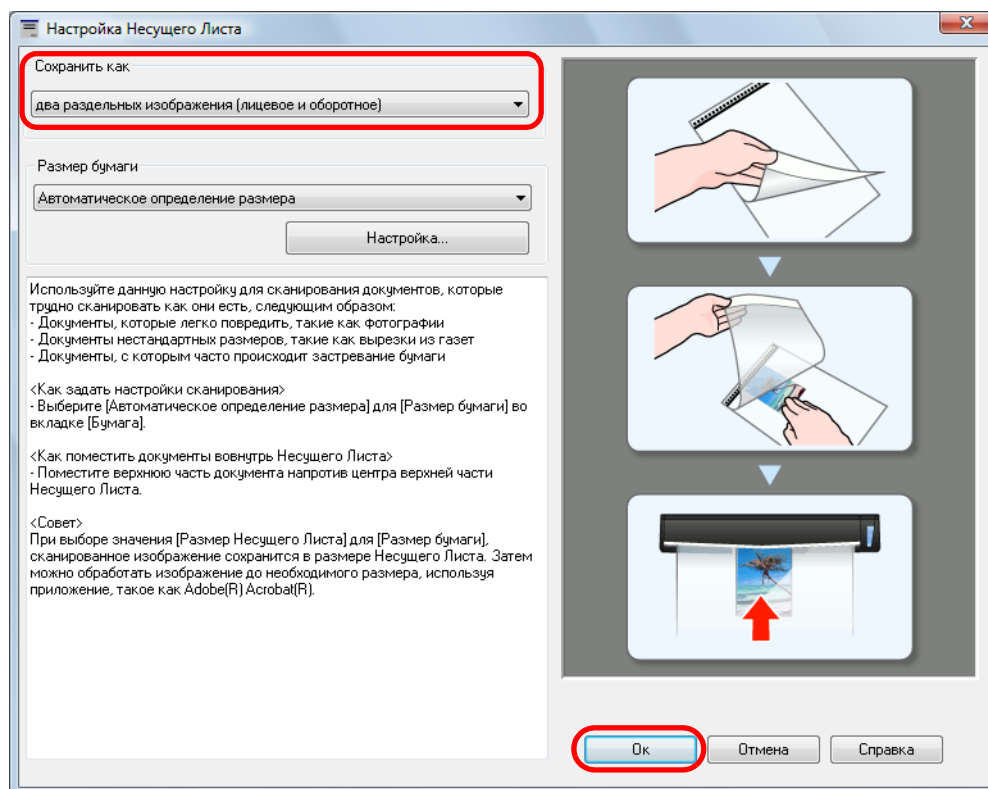 Настройка Несущего Листа
Сохранить как
два раздельных изображения (лицевое и оборотное)
Размер бумаги
Автоматическое определение размера
Настройка...
Используйте данную настройку для сканирования документов, которые
трудно сканировать как они есть, следующим образом:
- Документы, которые легко повредить, такие как фотографии
- Документы нестандартных размеров, такие как вырезки из газет
- Документы, с которым часто происходит застревание бумаги
<Как задать настройки сканирования>
- Выберите [Автоматическое определение размера] для [Размер бумаги] во
вкладке [Бумага].
<Как поместить документы вовнутрь Несущего Листа>
- Поместите верхнюю часть документа напротив центра верхней части
Несущего Листа.
<Совет>
При выборе значения [Размер Несущего Листа] для [Размер бумаги],
сканированное изображение сохранится в размере Несущего Листа. Затем
можно обработать изображение до необходимого размера, используя
приложение, такое как Adobe(R) Acrobat(R).
Ок
Отмена
Справка